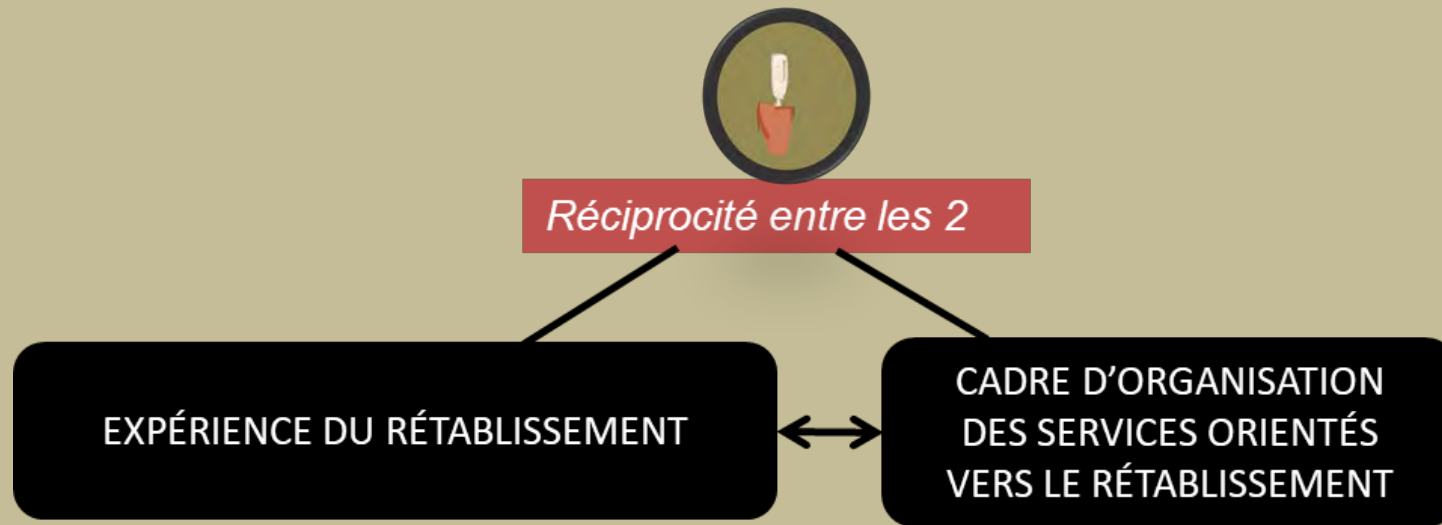 Réciprocité entre les 2
EXPÉRIENCE DU RÉTABLISSEMENT
CADRE D’ORGANISATION
DES SERVICES ORIENTÉS
VERS LE RÉTABLISSEMENT